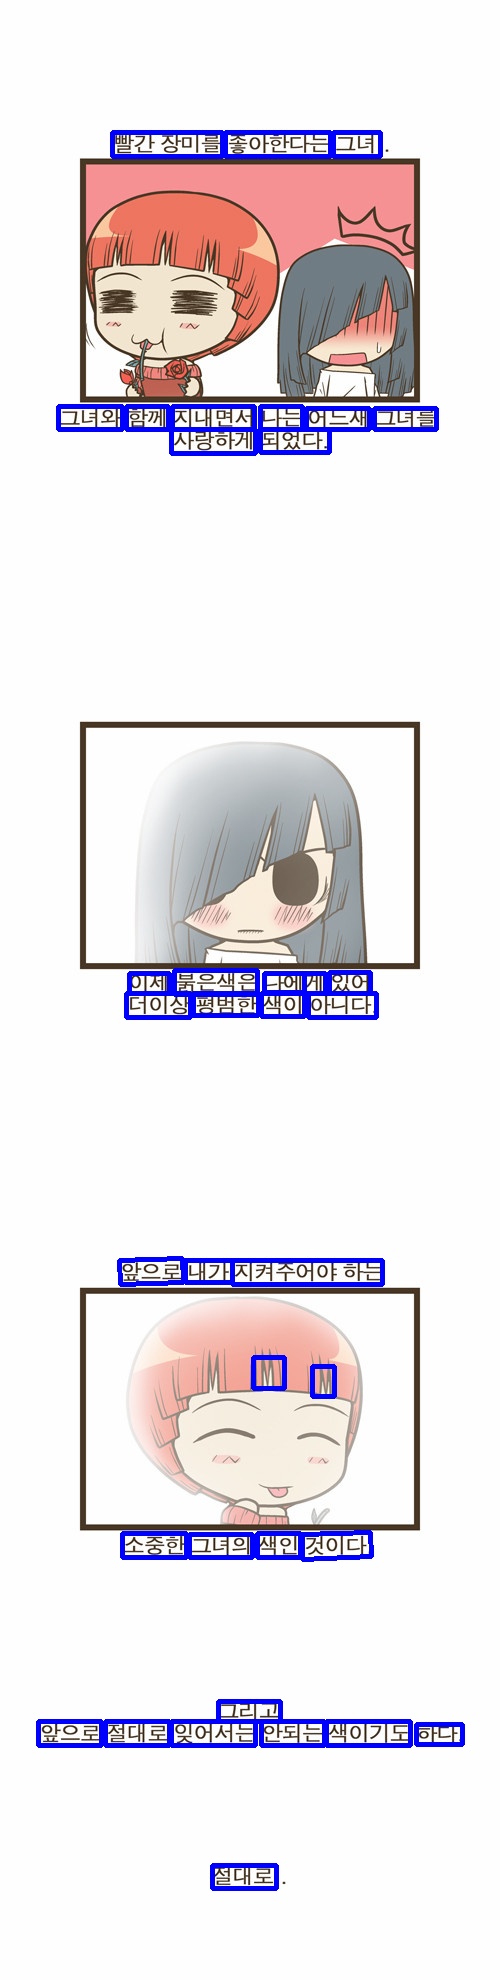 빨간 장미를 좋아한다는 그녀.
그녀와 함께 지내면서 나는 어느새 그녀를
사랑하게 되었다.
이제 붉은색은 나에게 있어
더이상 평범한 색이 아니다.
앞으로 내가 지켜주어야 하는
소중한 그녀의 색인 것이다.
그리고
앞으로 절대로 잊어서는 안되는 색이기도 하다.
절대로.